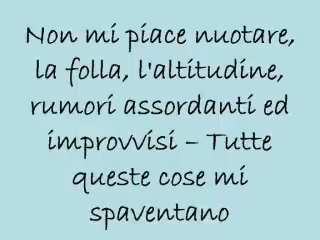 Non mi piace nuotare,
la folla, l'altitudine,
rumori assordanti ed
improvvisi – Tutte
queste cose mi
spaventano